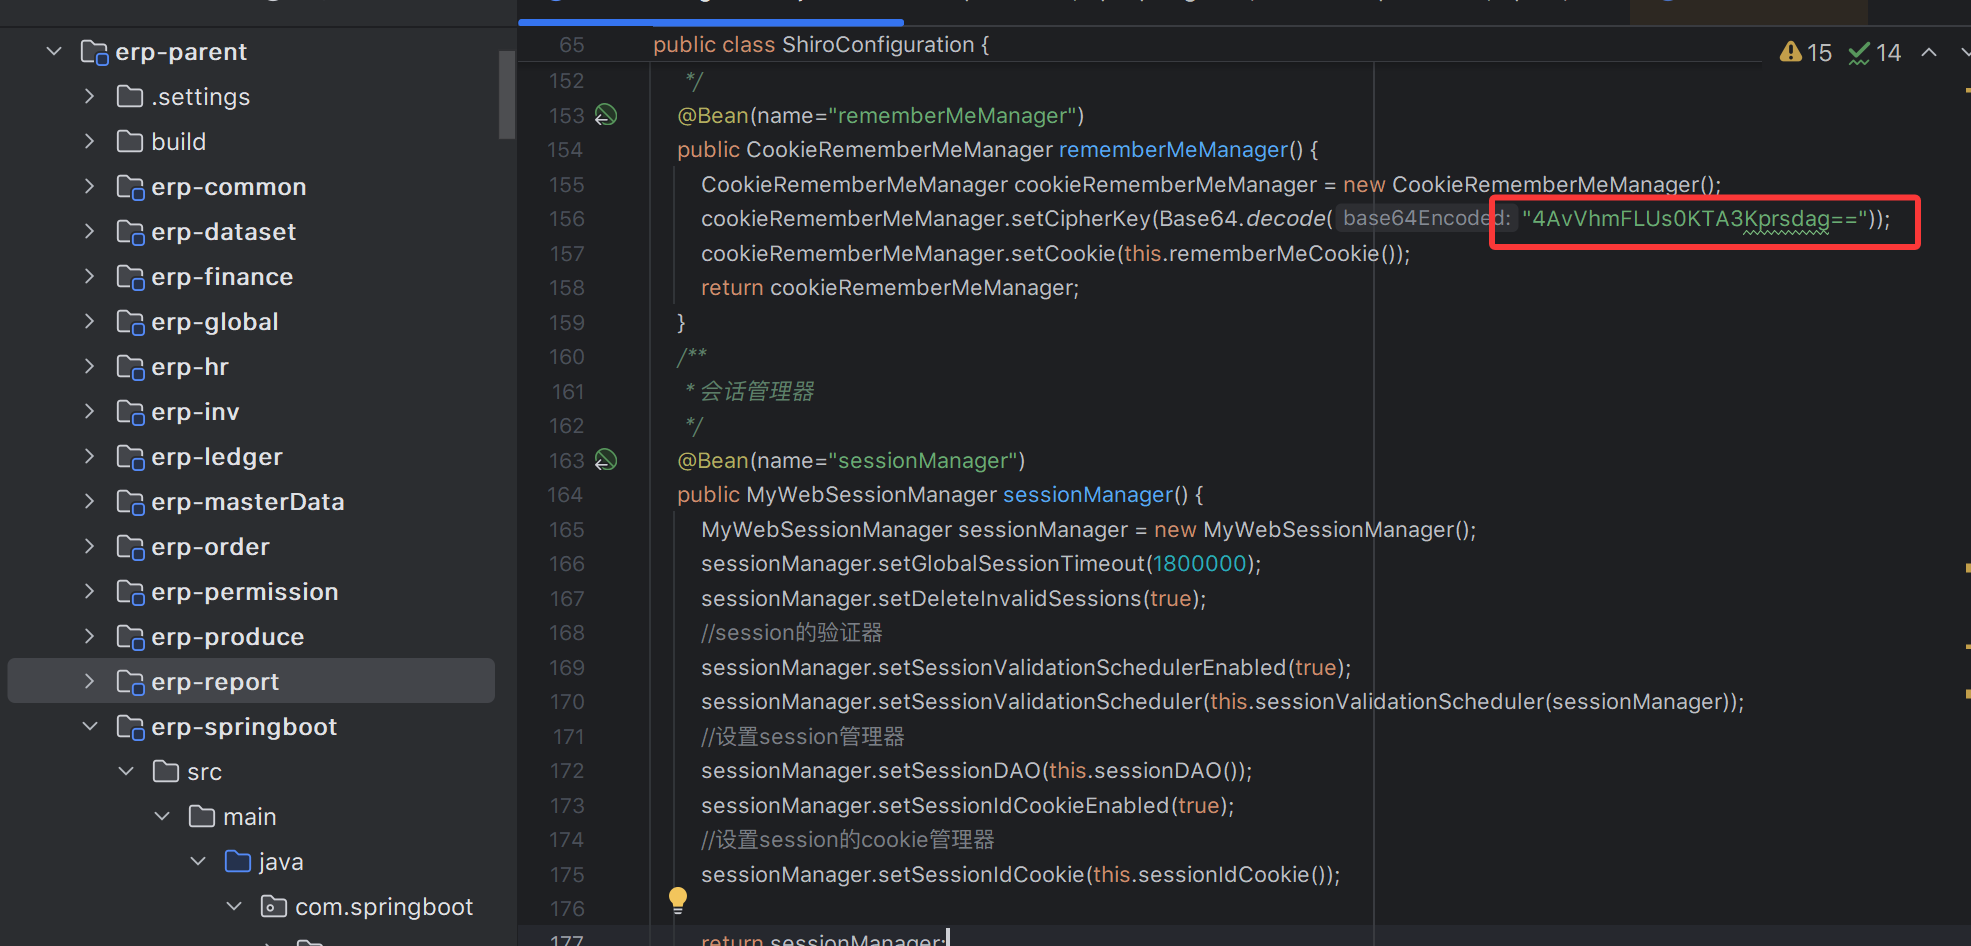 erp-parent
.settings
build
erp-common
erp-dataset
erp-finance
erp-global
erp-hr
erp-inv
erp-ledger
erp-masterData
erp-order
erp-permission
erp-produce
erp-report
erp-springboot
src
main
java
com.springboot
65 public class ShiroConfiguration {
15 14
152 */
153 @Bean(name="rememberMeManager")
154 public CookieRememberMeManager rememberMeManager() {
155 CookieRememberMeManager cookieRememberMeManager = new CookieRememberMeManager();
156 cookieRememberMeManager.setCipherKey(Base64.decode( base64Encoded: "4AvVhmFLUs0KTA3Kprsdag=="));
157 cookieRememberMeManager.setCookie(this.rememberMeCookie());
158 return cookieRememberMeManager;
159 }
160 /**
161 * 会话管理器
162 */
163 @Bean(name="sessionManager")
164 public MyWebSessionManager sessionManager() {
165 MyWebSessionManager sessionManager = new MyWebSessionManager();
166 sessionManager.setGlobalSessionTimeout(1800000);
167 sessionManager.setDeleteInvalidSessions(true);
168 //session的验证器
169 sessionManager.setSessionValidationSchedulerEnabled(true);
170 sessionManager.setSessionValidationScheduler(this.sessionValidationScheduler(sessionManager));
171 //设置session管理器
172 sessionManager.setSessionDAO(this.sessionDAO());
173 sessionManager.setSessionIdCookieEnabled(true);
174 //设置session的cookie管理器
175 sessionManager.setSessionIdCookie(this.sessionIdCookie());
176
177 return sessionManager;